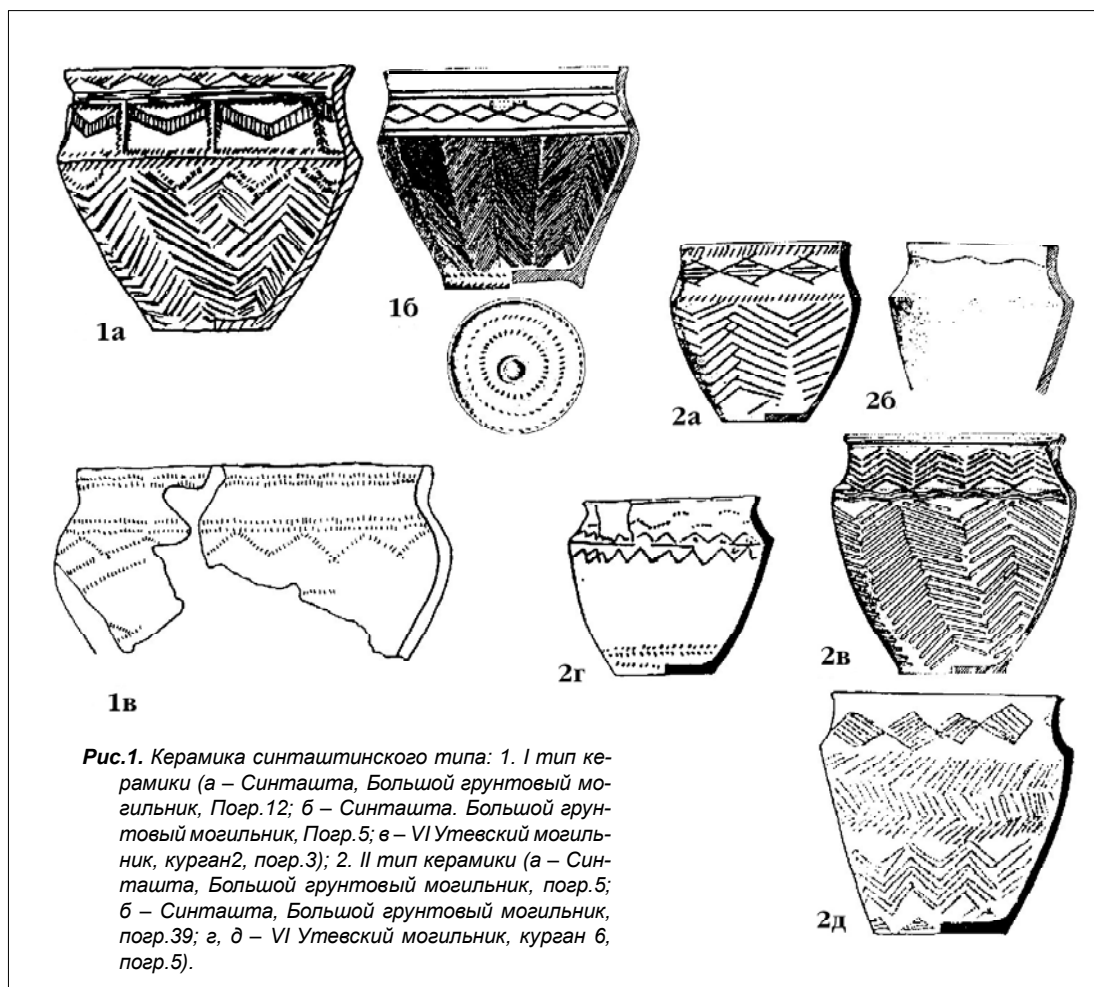 1а
1б
2а
2б
1в
2г
2в
2д
Рис.1. Керамика синташтинского типа: 1. I тип ке-
рамики (а – Синташта, Большой грунтовый мо-
гильник, Погр.12; б – Синташта. Большой грун-
товый могильник, Погр.5; в – VI Утевский могиль-
ник, курган2, погр.3); 2. II тип керамики (а – Син-
ташта, Большой грунтовый могильник, погр.5;
б – Синташта, Большой грунтовый могильник,
погр.39; г, д – VI Утевский могильник, курган 6,
погр.5).